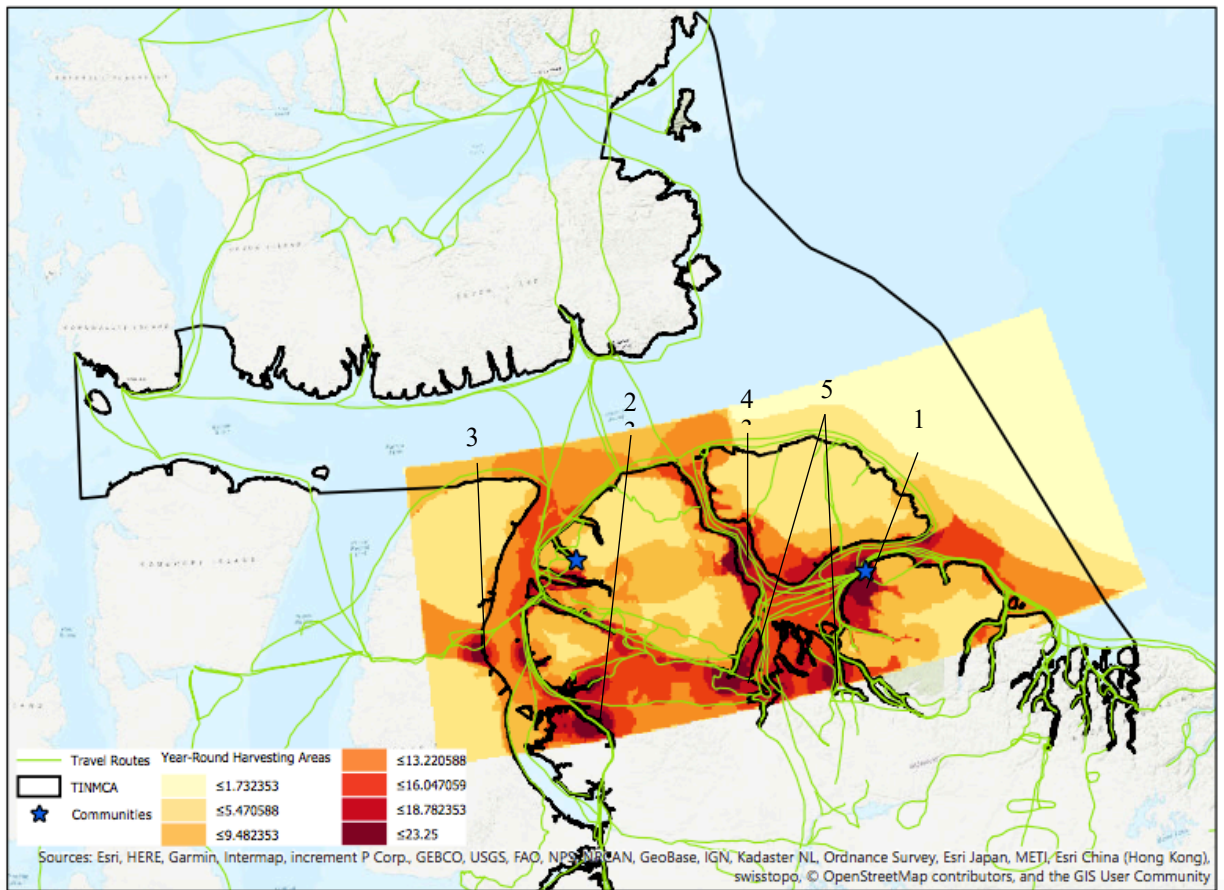 5
4
2
1
3
Travel Routes
TINMCA
Communities
Year-Round Harvesting Areas
≤1.732353
≤5.470588
≤9.482353
≤13.220588
≤16.047059
≤18.782353
≤23.25
Sources: Esri, HERE, Garmin, Intermap, increment P Corp., GEBCO, USGS, FAO, NPS, NRCAN, GeoBase, IGN, Kadaster NL, Ordnance Survey, Esri Japan, METI, Esri China (Hong Kong),
swisstopo, © OpenStreetMap contributors, and the GIS User Community